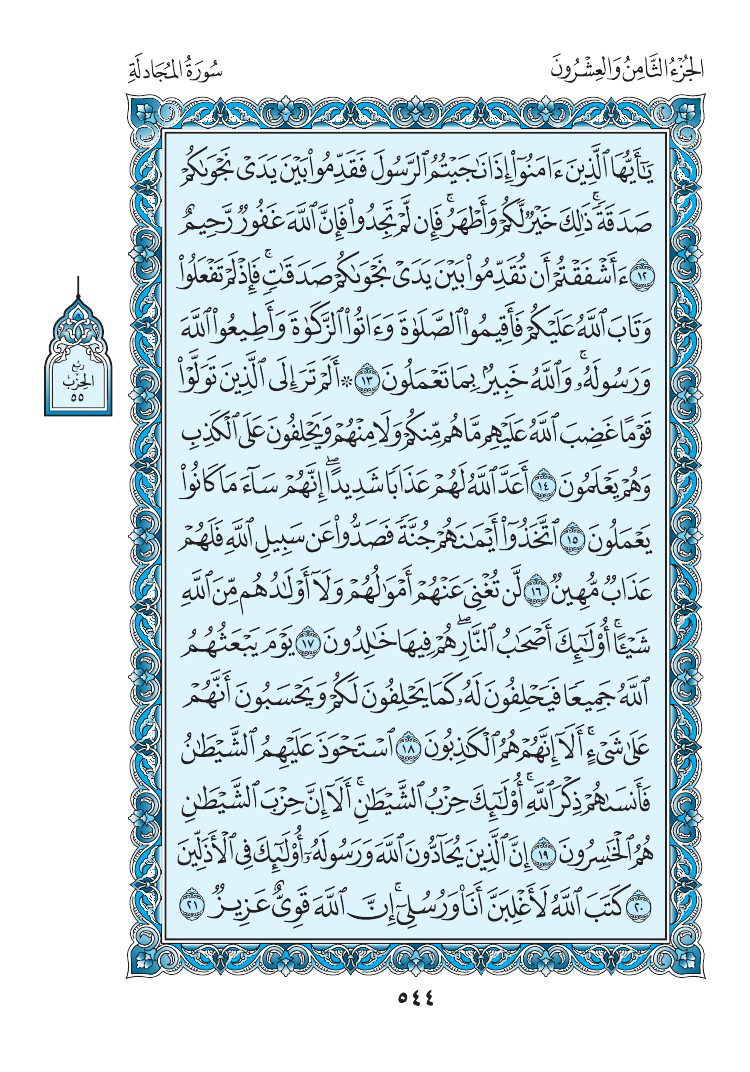 الجُزْءُ الثَّامِنُ وَالعِشْرُونَ
سُورَةُ المُجَادلَةِ
يَٰٓأَيُّهَا ٱلَّذِينَ ءَامَنُوٓاْ إِذَا نَٰجَيْتُمُ ٱلرَّسُولَ فَقَدِّمُواْ بَيْنَ يَدَىْ نَجْوَىٰكُمْ
صَدَقَةًۚ ذَٰلِكَ خَيْرٌ لَّكُمْ وَأَطْهَرُۚ فَإِن لَّمْ تَجِدُواْ فَإِنَّ ٱللَّهَ غَفُورٌ رَّحِيمٌ
١٢ ءَأَشْفَقْتُمْ أَن تُقَدِّمُواْ بَيْنَ يَدَىْ نَجْوَىٰكُمْ صَدَقَٰتٍۚ فَإِذْ لَمْ تَفْعَلُواْ
وَتَابَ ٱللَّهُ عَلَيْكُمْ فَأَقِيمُواْ ٱلصَّلَوٰةَ وَءَاتُواْ ٱلزَّكَوٰةَ وَأَطِيعُواْ ٱللَّهَ
وَرَسُولَهُۥۚ وَٱللَّهُ خَبِيرٌۢ بِمَا تَعْمَلُونَ ١٣ ۞ أَلَمْ تَرَ إِلَى ٱلَّذِينَ تَوَلَّوْاْ
قَوْمًا غَضِبَ ٱللَّهُ عَلَيْهِم مَّا هُم مِّنكُمْ وَلَا مِنْهُمْ وَيَحْلِفُونَ عَلَى ٱلْكَذِبِ
وَهُمْ يَعْلَمُونَ ١٤ أَعَدَّ ٱللَّهُ لَهُمْ عَذَابًا شَدِيدًاۖ إِنَّهُمْ سَآءَ مَا كَانُواْ
يَعْمَلُونَ ١٥ ٱتَّخَذُوٓاْ أَيْمَٰنَهُمْ جُنَّةً فَصَدُّواْ عَن سَبِيلِ ٱللَّهِ فَلَهُمْ
عَذَابٌ مُّهِينٌ ١٦ لَّن تُغْنِىَ عَنْهُمْ أَمْوَٰلُهُمْ وَلَآ أَوْلَٰدُهُم مِّنَ ٱللَّهِ
شَيْـًٔاۚ أُوْلَٰٓئِكَ أَصْحَٰبُ ٱلنَّارِۖ هُمْ فِيهَا خَٰلِدُونَ ١٧ يَوْمَ يَبْعَثُهُمُ
ٱللَّهُ جَمِيعًا فَيَحْلِفُونَ لَهُۥ كَمَا يَحْلِفُونَ لَكُمْ وَيَحْسَبُونَ أَنَّهُمْ
عَلَىٰ شَىْءٍۚ أَلَآ إِنَّهُمْ هُمُ ٱلْكَٰذِبُونَ ١٨ ٱسْتَحْوَذَ عَلَيْهِمُ ٱلشَّيْطَٰنُ
فَأَنسَىٰهُمْ ذِكْرَ ٱللَّهِۚ أُوْلَٰٓئِكَ حِزْبُ ٱلشَّيْطَٰنِۚ أَلَآ إِنَّ حِزْبَ ٱلشَّيْطَٰنِ
هُمُ ٱلْخَٰسِرُونَ ١٩ إِنَّ ٱلَّذِينَ يُحَآدُّونَ ٱللَّهَ وَرَسُولَهُۥٓ أُوْلَٰٓئِكَ فِى ٱلْأَذَلِّينَ
٢٠ كَتَبَ ٱللَّهُ لَأَغْلِبَنَّ أَنَا۠ وَرُسُلِىٓۚ إِنَّ ٱللَّهَ قَوِىٌّ عَزِيزٌ ٢١
ربع
الحِزْب
٥٥
٥٤٤